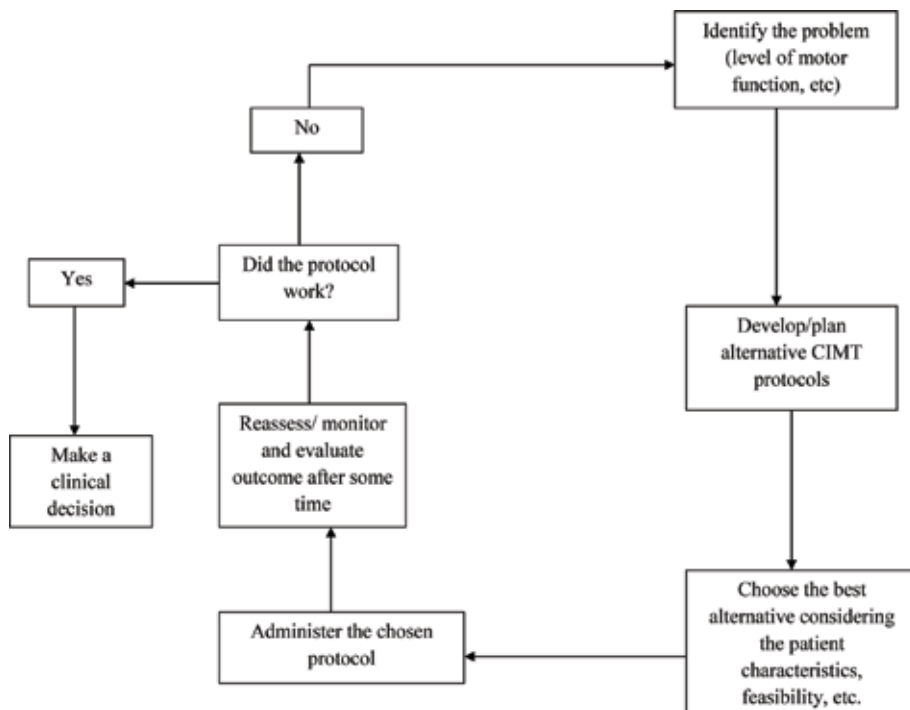 Identify the problem
(level of motor
function, etc)
No
Did the protocol
work?
Yes
Develop/plan
alternative CIMT
protocols
Reassess/ monitor
and evaluate
outcome after some
time
Make a
clinical
decision
Choose the best
alternative considering
the patient
characteristics,
feasibility, etc.
Administer the chosen
protocol